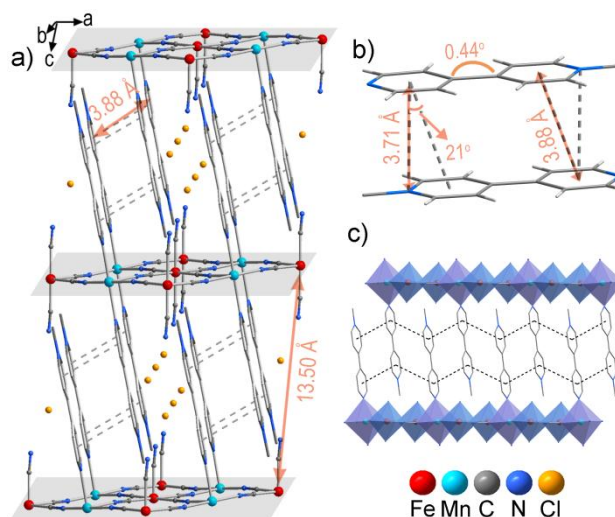 a)
b
a
c
3.88 Å
13.50 Å
b)
0.44°
3.71 Å
21°
3.88 Å
c)
Fe Mn C N Cl